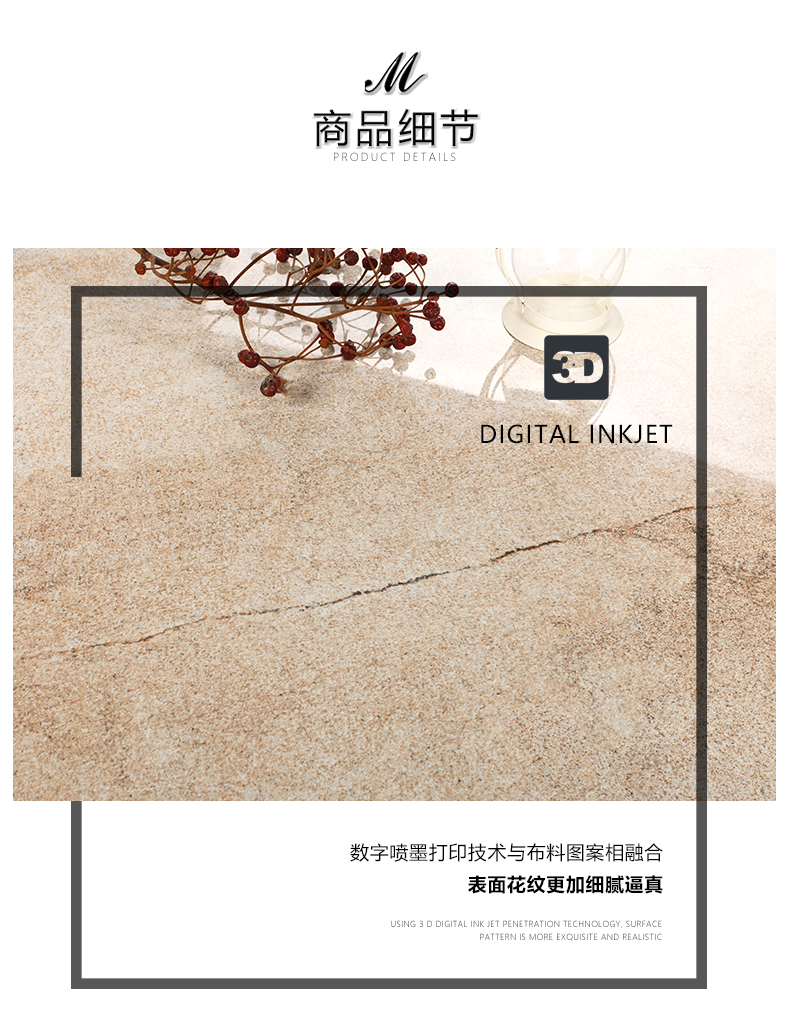 M
商品细节
PRODUCT DETAILS
3D
DIGITAL INKJET
数字喷墨打印技术与布料图案相融合
表面花纹更加细腻逼真
USING 3 D DIGITAL INK JET PENETRATION TECHNOLOGY, SURFACE
PATTERN IS MORE EXQUISITE AND REALISTIC